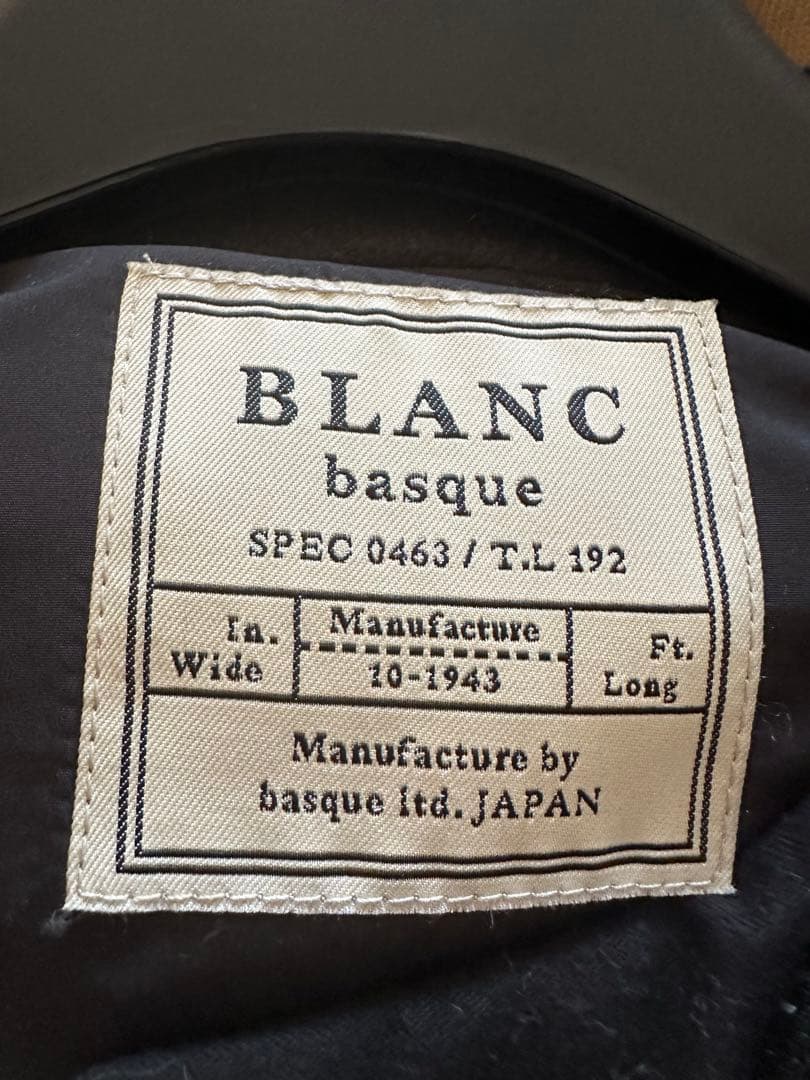 BLANC
basque
SPEC 0463 / T.L 192
In.
Wide
Manufacture
10-1943
Ft.
Long
Manufacture by
basque ltd. JAPAN